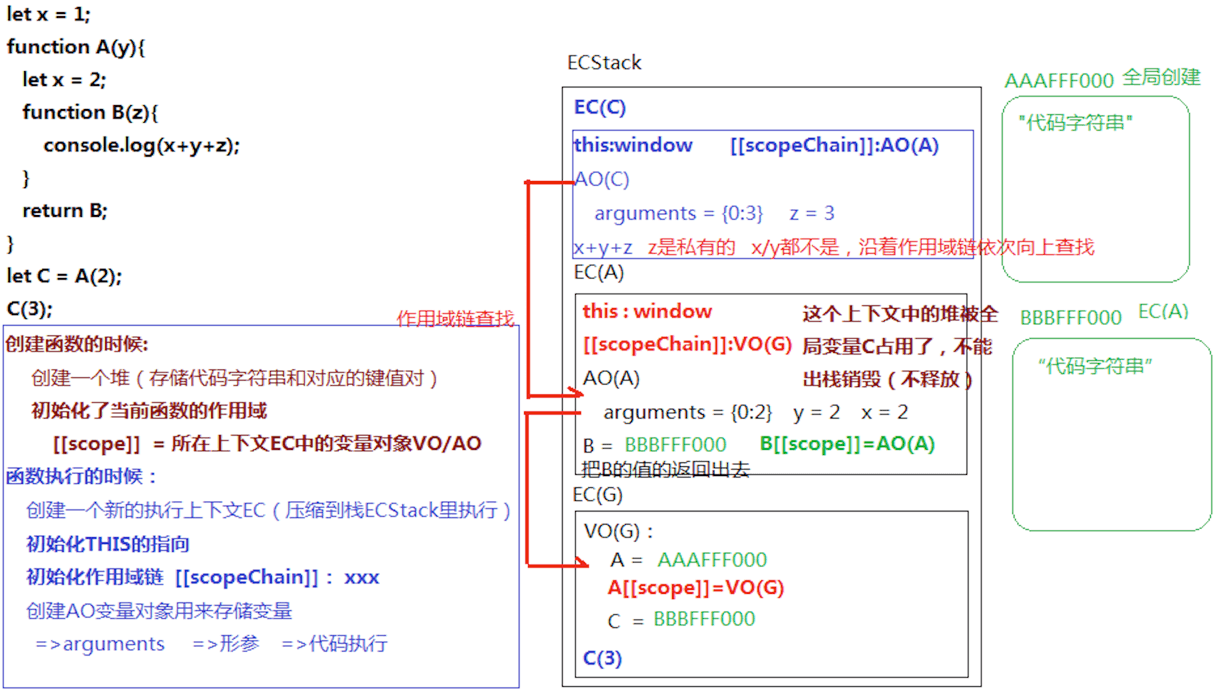 let x = 1;
function A(y){
let x = 2;
function B(z){
console.log(x+y+z);
}
return B;
}
let C = A(2);
C(3);
作用域链查找
创建函数的时候:
创建一个堆（存储代码字符串和对应的键值对）
初始化了当前函数的作用域
[[scope]] = 所在上下文EC中的变量对象VO/AO
函数执行的时候：
创建一个新的执行上下文EC（压缩到栈ECStack里执行）
初始化THIS的指向
初始化作用域链 [[scopeChain]]：xxx
创建AO变量对象用来存储变量
=>arguments =>形参 =>代码执行
ECStack
EC(C)
this:window [[scopeChain]]:AO(A)
AO(C)
arguments = {0:3} z = 3
x+y+z z是私有的 x/y都不是，沿着作用域链依次向上查找
EC(A)
this : window
[[scopeChain]]:VO(G)
这个上下文中的堆被全
局变量C占用了，不能
出栈销毁（不释放）
AO(A)
arguments = {0:2} y = 2 x = 2
B = BBBFFF000 B[[scope]]=AO(A)
把B的值的返回出去
EC(G)
VO(G)：
A = AAAFFF000
A[[scope]]=VO(G)
C = BBBFFF000
C(3)
AAAFFF000 全局创建
"代码字符串"
BBBFFF000 EC(A)
“代码字符串”